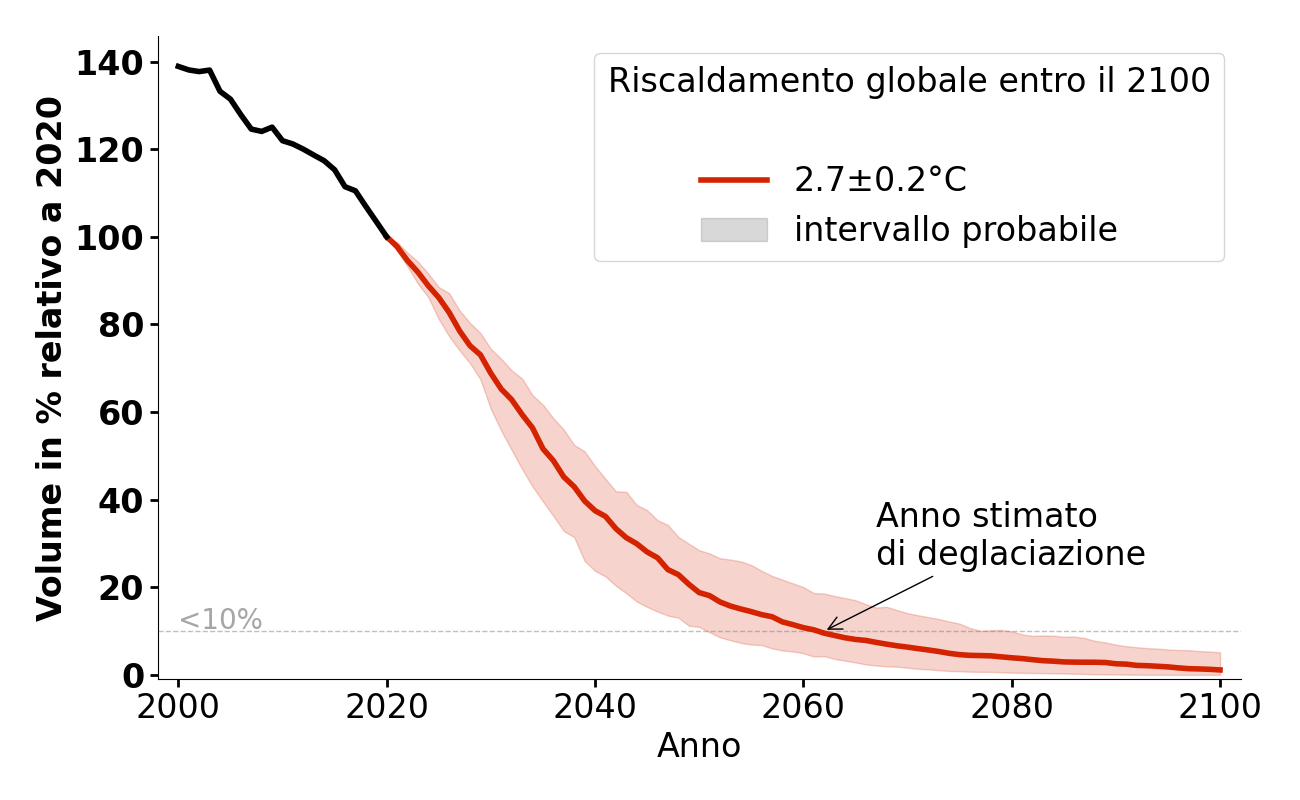 Volume in % relativo a 2020
140
120
100
80
60
40
20
0
Riscaldamento globale entro il 2100
2.7±0.2°C
intervallo probabile
Anno stimato
di deglaciazione
<10%
2000 2020 2040 2060 2080 2100
Anno